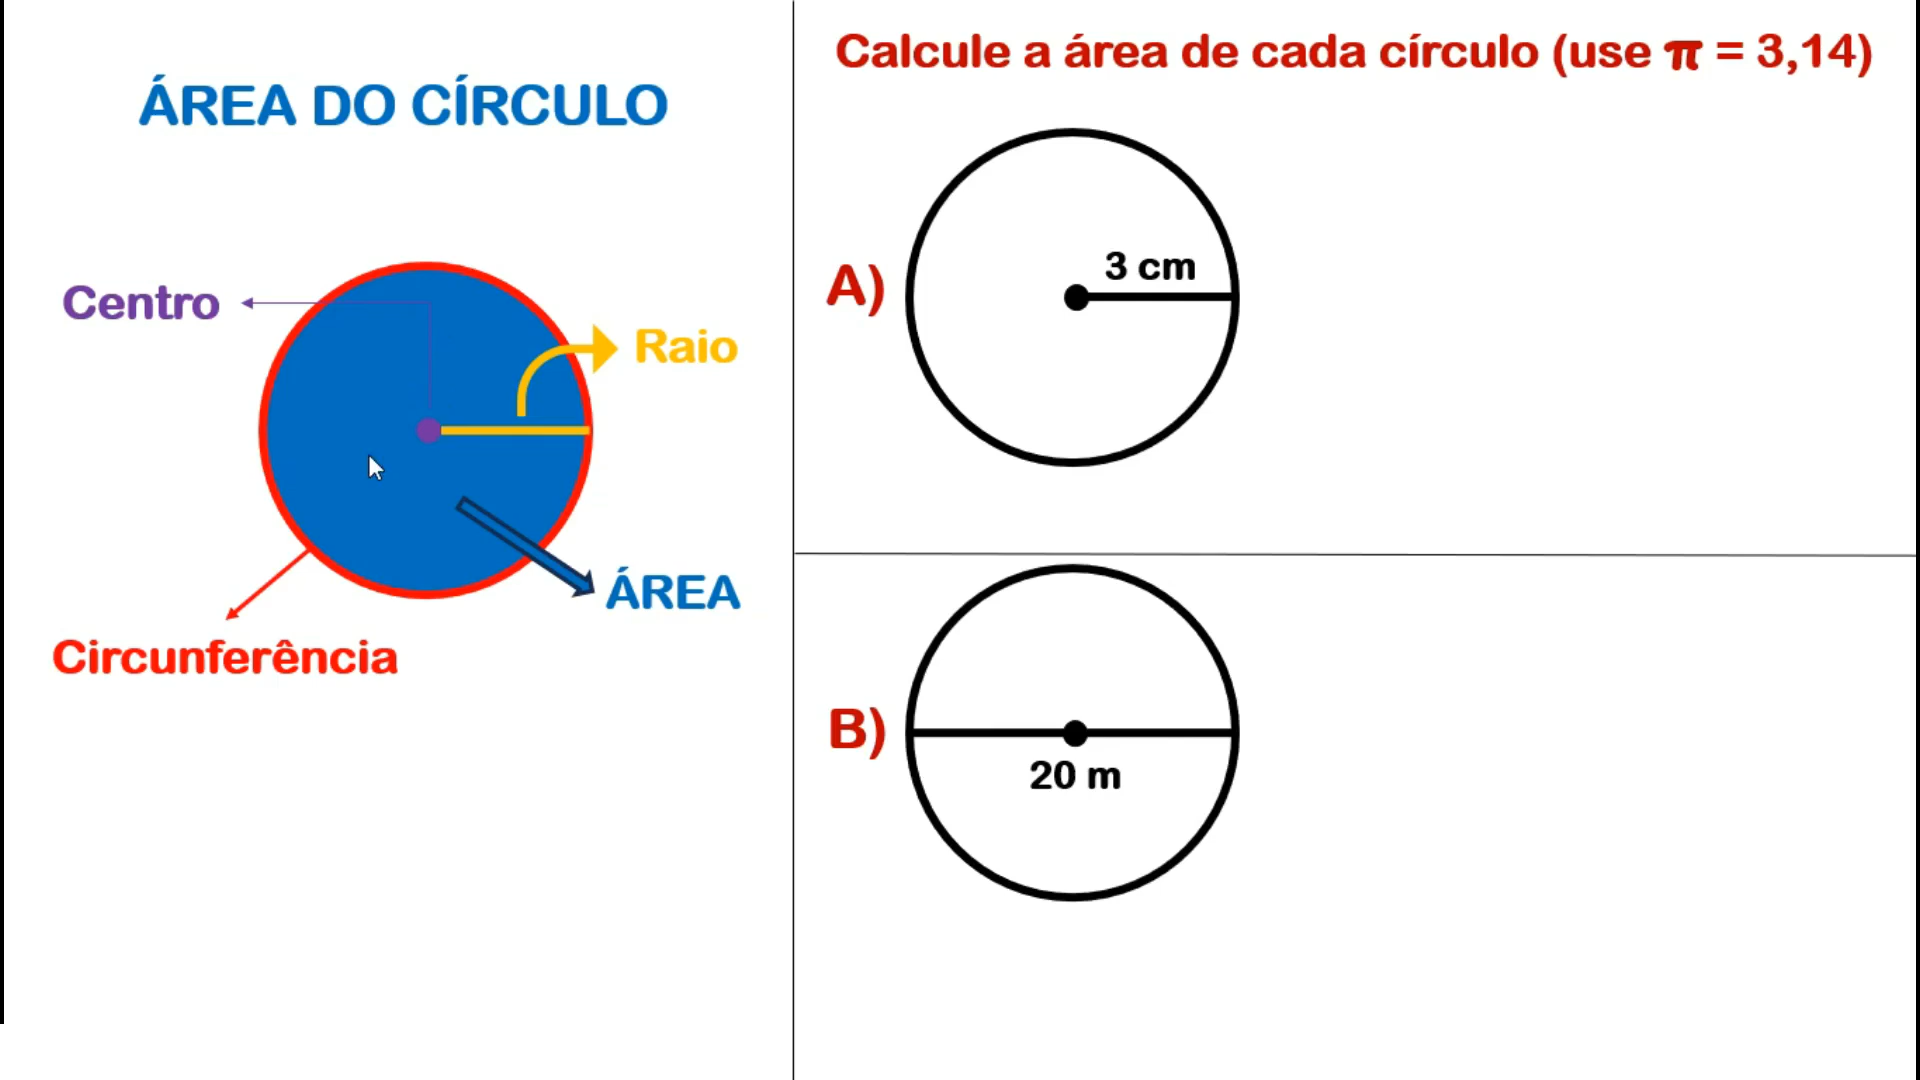 ÁREA DO CÍRCULO
Centro
Raio
ÁREA
Circunferência
Calcule a área de cada círculo (use π = 3,14)
A)
3 cm
B)
20 m